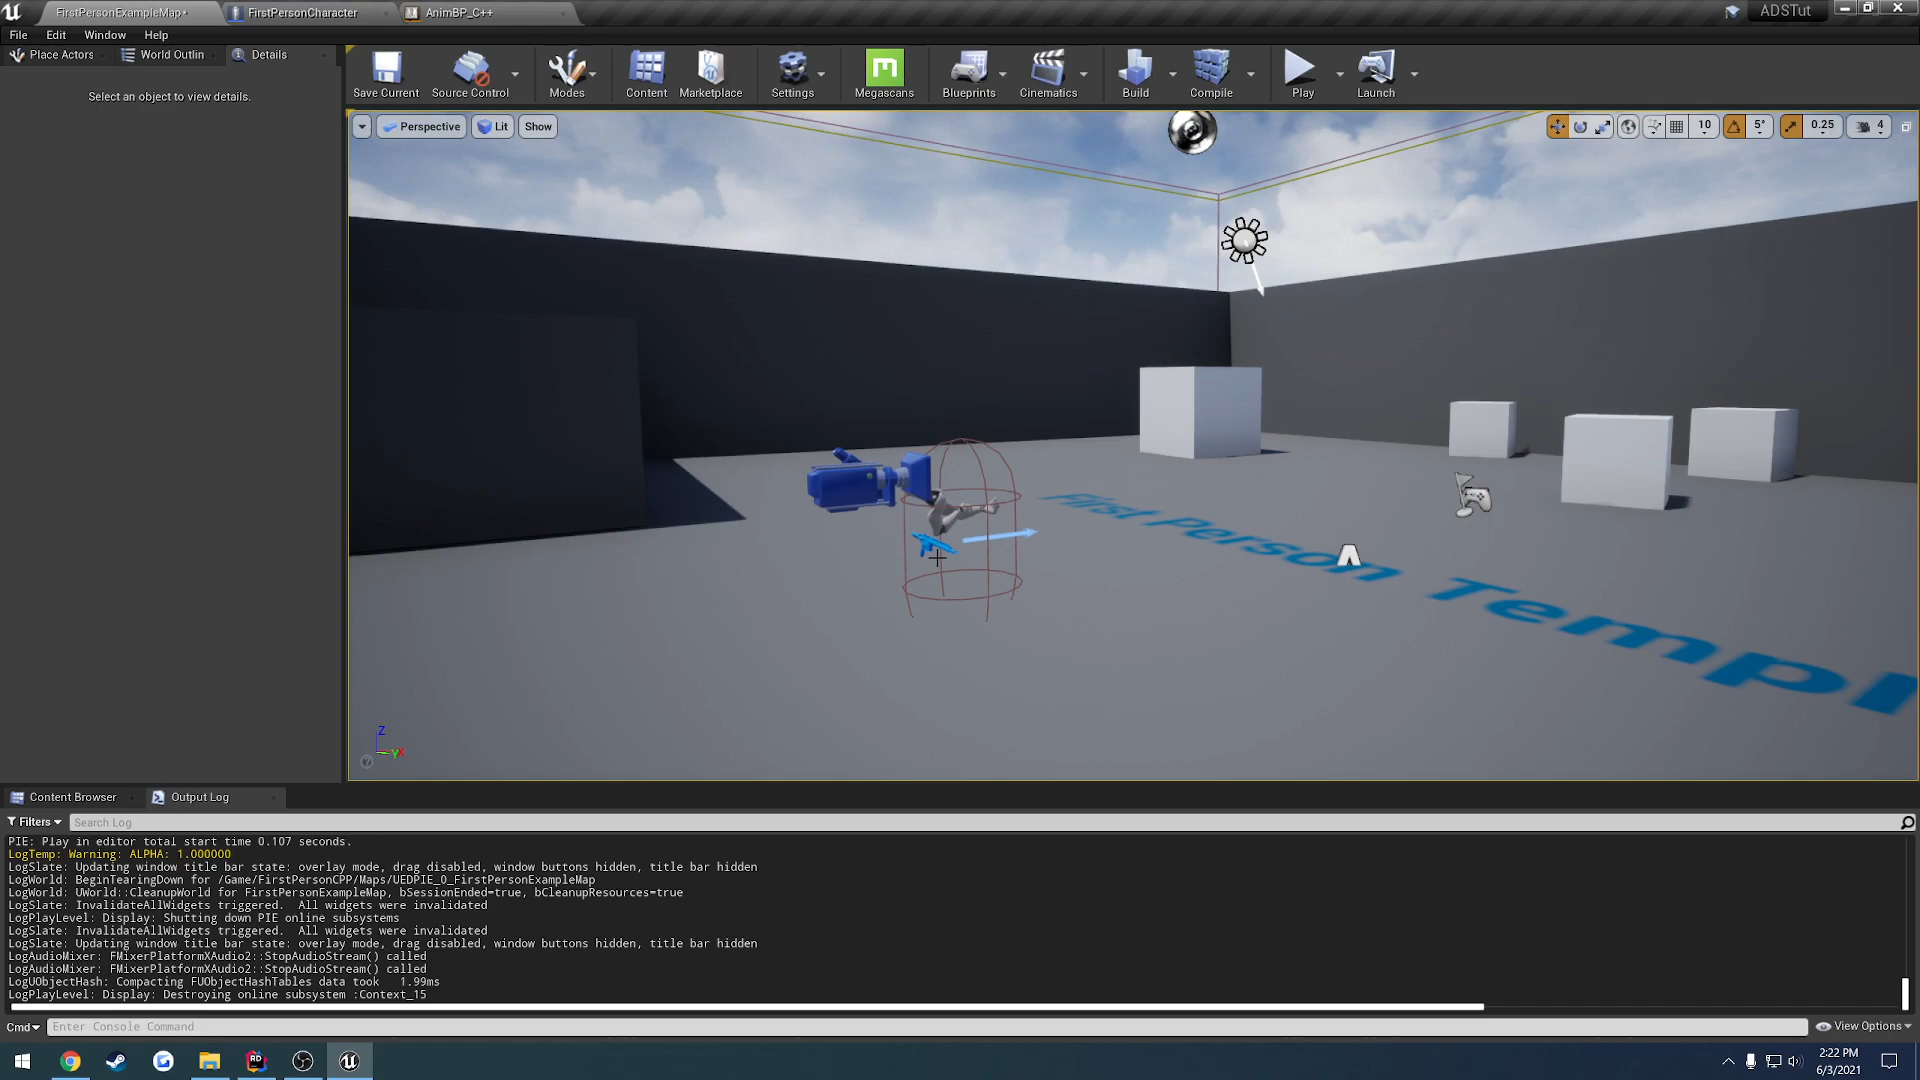 FirstPersonExampleMap•
FirstPersonCharacter
AnimBP_C++
ADSTut
File Edit Window Help
Place Actors
World Outlin
Details
Select an object to view details.
Save Current
Source Control
Modes
Content
Marketplace
Settings
Megascans
Blueprints
Cinematics
Build
Compile
Play
Launch
Perspective
Lit
Show
10
5°
0.25
4
First Person Templ
Z
Y
X
Content Browser
Output Log
Filters
Search Log
PIE: Play in editor total start time 0.107 seconds.
LogTemp: Warning: ALPHA: 1.000000
LogSlate: Updating window title bar state: overlay mode, drag disabled, window buttons hidden, title bar hidden
LogWorld: BeginTearingDown for /Game/FirstPersonCPP/Maps/UEDPIE_0_FirstPersonExampleMap
LogWorld: UWorld::CleanupWorld for FirstPersonExampleMap, bSessionEnded=true, bCleanupResources=true
LogSlate: InvalidateAllWidgets triggered.  All widgets were invalidated
LogPlayLevel: Display: Shutting down PIE online subsystems
LogSlate: InvalidateAllWidgets triggered.  All widgets were invalidated
LogSlate: Updating window title bar state: overlay mode, drag disabled, window buttons hidden, title bar hidden
LogAudioMixer: FMixerPlatformXAudio2::StopAudioStream() called
LogAudioMixer: FMixerPlatformXAudio2::StopAudioStream() called
LogUObjectHash: Compacting FUObjectHashTables data took   1.99ms
LogPlayLevel: Display: Destroying online subsystem :Context_15
Cmd
Enter Console Command
View Options
RD
2:22 PM
6/3/2021